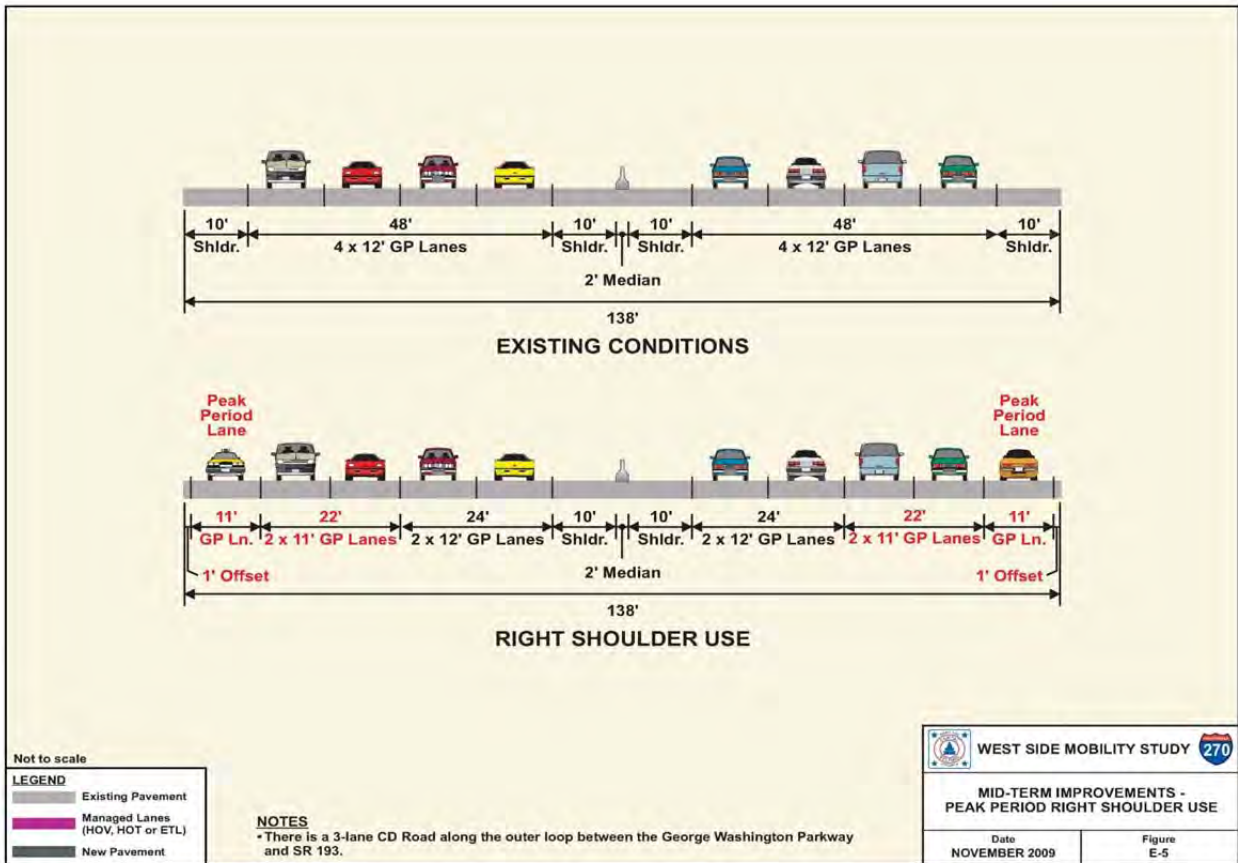 10' 48' 10' 10' 48' 10'
Shldr. 4 x 12' GP Lanes Shldr. Shldr. 4 x 12' GP Lanes Shldr.
2' Median
138'
EXISTING CONDITIONS
Peak
Period
Lane
Peak
Period
Lane
11' 22' 24' 10' 10' 24' 22' 11'
GP Ln. 2 x 11' GP Lanes 2 x 12' GP Lanes Shldr. Shldr. 2 x 12' GP Lanes 2 x 11' GP Lanes GP Ln.
1' Offset 2' Median 1' Offset
138'
RIGHT SHOULDER USE
Not to scale
LEGEND
Existing Pavement
Managed Lanes
(HOV, HOT or ETL)
New Pavement
NOTES
• There is a 3-lane CD Road along the outer loop between the George Washington Parkway
and SR 193.
WEST SIDE MOBILITY STUDY 270
MID-TERM IMPROVEMENTS -
PEAK PERIOD RIGHT SHOULDER USE
Date Figure
NOVEMBER 2009 E-5